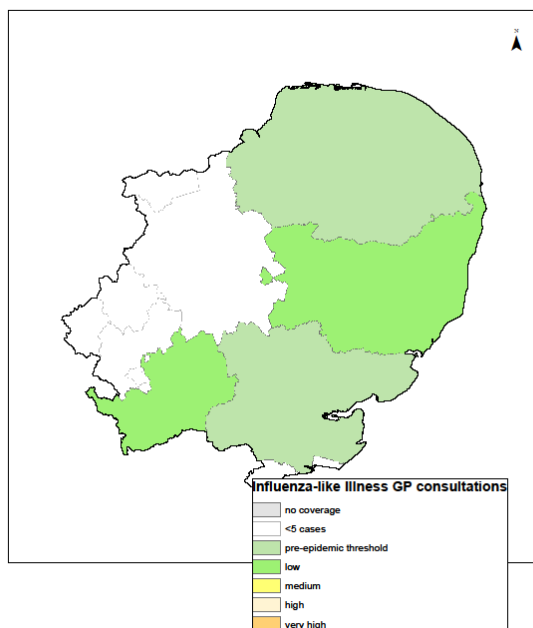 N
Influenza-like Illness GP consultations
no coverage
<5 cases
pre-epidemic threshold
low
medium
high
very high